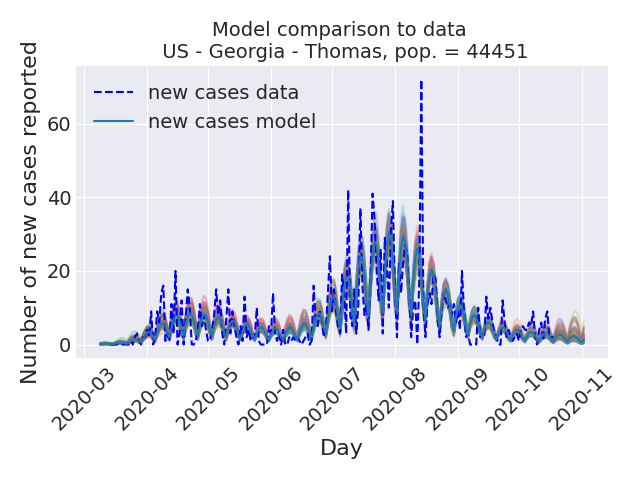 Model comparison to data
US - Georgia - Thomas, pop. = 44451
Number of new cases reported
60
40
20
0
new cases data
new cases model
2020-03
2020-04
2020-05
2020-06
2020-07
2020-08
2020-09
2020-10
2020-11
Day